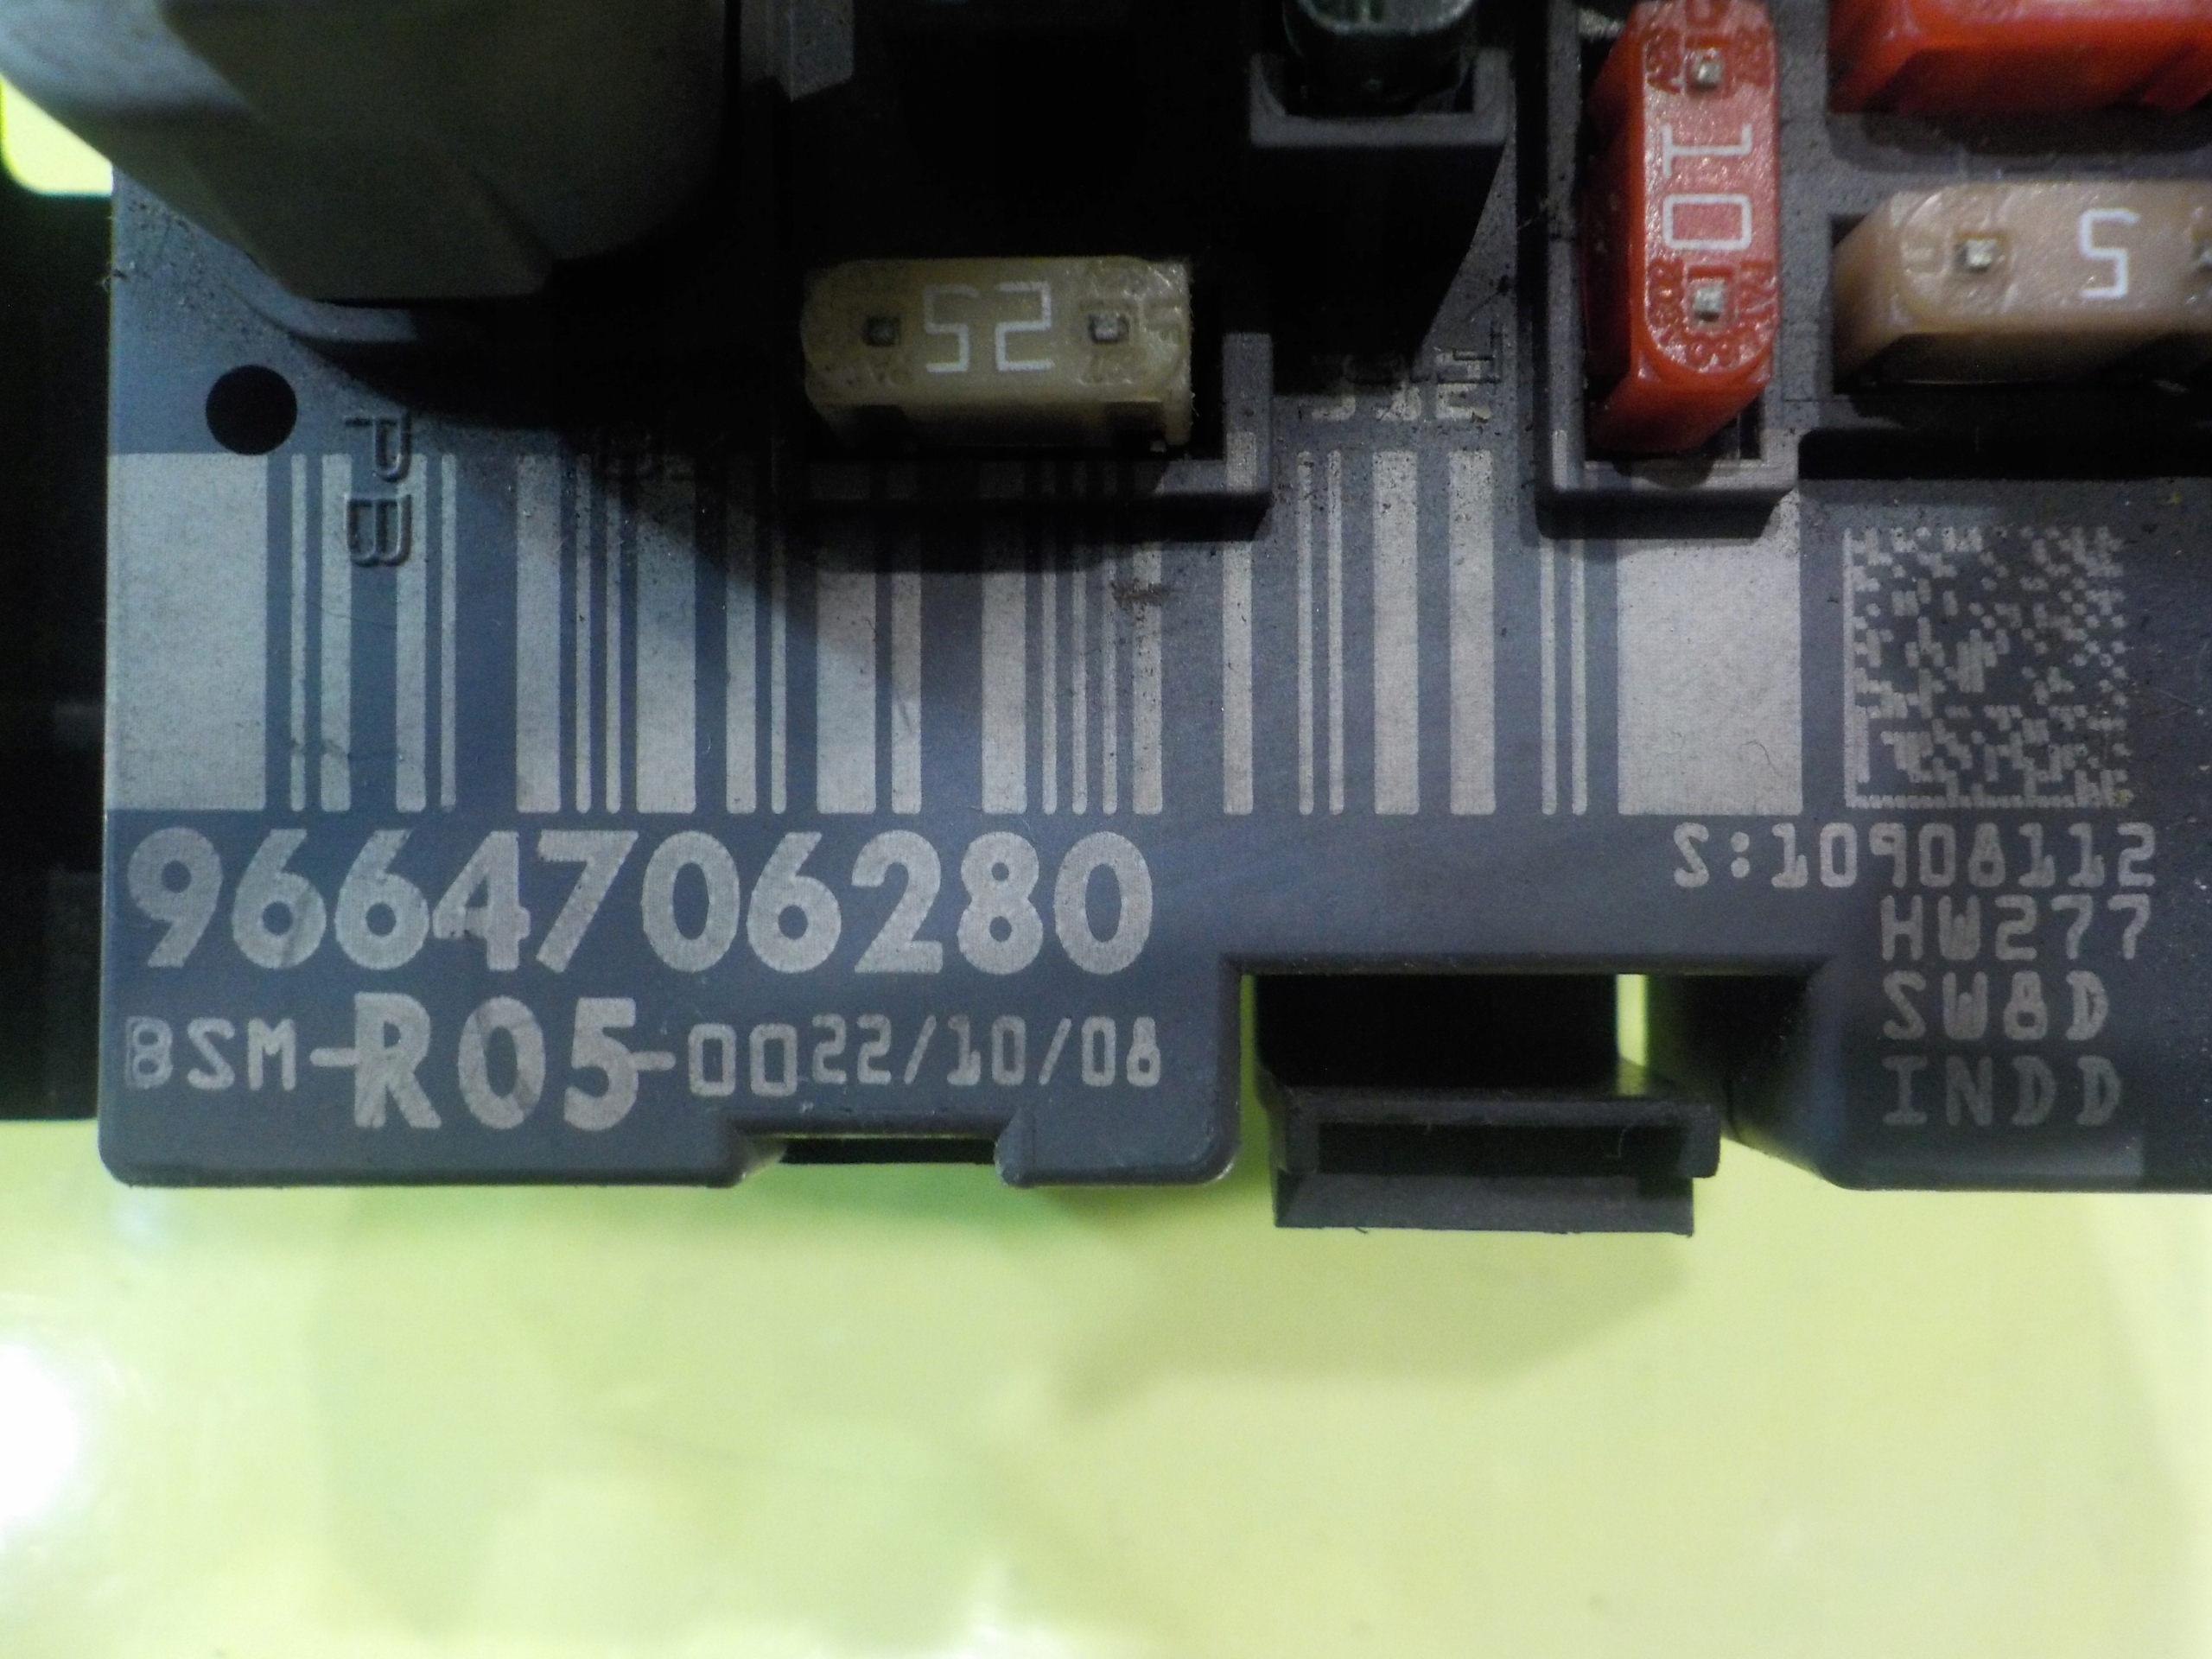 10
5
25
PB
9664706280
S:10908112
HW277
BSM-R05-00 22/10/08
SW8D
INDD